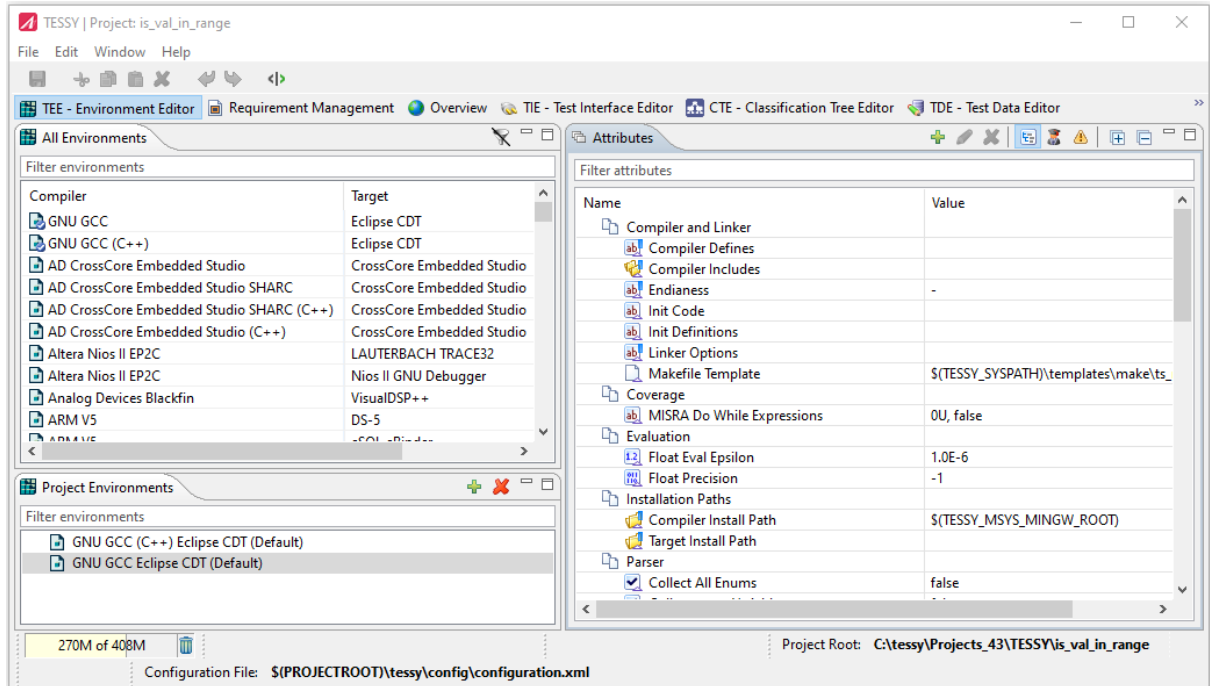 TESSY | Project: is_val_in_range
File Edit Window Help
TEE - Environment Editor Requirement Management Overview TIE - Test Interface Editor CTE - Classification Tree Editor TDE - Test Data Editor »
All Environments
Filter environments
Compiler Target
GNU GCC Eclipse CDT
GNU GCC (C++) Eclipse CDT
AD CrossCore Embedded Studio CrossCore Embedded Studio
AD CrossCore Embedded Studio SHARC CrossCore Embedded Studio
AD CrossCore Embedded Studio SHARC (C++) CrossCore Embedded Studio
AD CrossCore Embedded Studio (C++) CrossCore Embedded Studio
Altera Nios II EP2C LAUTERBACH TRACE32
Altera Nios II EP2C Nios II GNU Debugger
Analog Devices Blackfin VisualDSP++
ARM V5 DS-5
Project Environments
Filter environments
GNU GCC (C++) Eclipse CDT (Default)
GNU GCC Eclipse CDT (Default)
Attributes
Filter attributes
Name Value
Compiler and Linker
Compiler Defines
Compiler Includes
Endianess -
Init Code
Init Definitions
Linker Options
Makefile Template $(TESSY_SYSPATH)\templates\make\ts_
Coverage
MISRA Do While Expressions 0U, false
Evaluation
Float Eval Epsilon 1.0E-6
Float Precision -1
Installation Paths
Compiler Install Path $(TESSY_MSYS_MINGW_ROOT)
Target Install Path
Parser
Collect All Enums false
270M of 408M
Project Root: C:\tessy\Projects_43\TESSY\is_val_in_range
Configuration File: $(PROJECTROOT)\tessy\config\configuration.xml